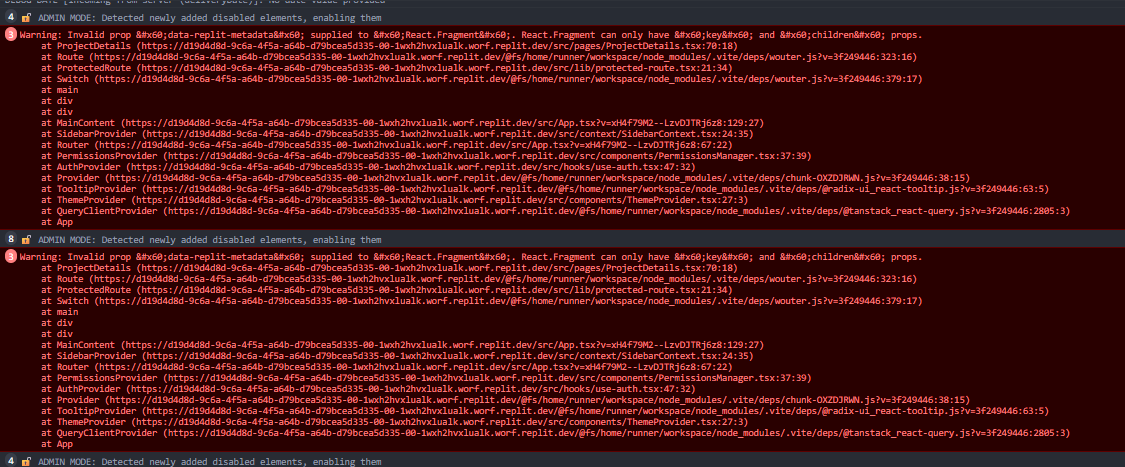 DEBUG DATE [incoming from server (deliveryDate)]: No date value provided
4 🔓 ADMIN MODE: Detected newly added disabled elements, enabling them
3 Warning: Invalid prop &#x60;data-replit-metadata&#x60; supplied to &#x60;React.Fragment&#x60;. React.Fragment can only have &#x60;key&#x60; and &#x60;children&#x60; props.
at ProjectDetails (https://d19d4d8d-9c6a-4f5a-a64b-d79bcea5d335-00-1wxh2hvxlualk.worf.replit.dev/src/pages/ProjectDetails.tsx:70:18)
at Route (https://d19d4d8d-9c6a-4f5a-a64b-d79bcea5d335-00-1wxh2hvxlualk.worf.replit.dev/@fs/home/runner/workspace/node_modules/.vite/deps/wouter.js?v=3f249446:323:16)
at ProtectedRoute (https://d19d4d8d-9c6a-4f5a-a64b-d79bcea5d335-00-1wxh2hvxlualk.worf.replit.dev/src/lib/protected-route.tsx:21:34)
at Switch (https://d19d4d8d-9c6a-4f5a-a64b-d79bcea5d335-00-1wxh2hvxlualk.worf.replit.dev/@fs/home/runner/workspace/node_modules/.vite/deps/wouter.js?v=3f249446:379:17)
at main
at div
at div
at MainContent (https://d19d4d8d-9c6a-4f5a-a64b-d79bcea5d335-00-1wxh2hvxlualk.worf.replit.dev/src/App.tsx?v=xH4f79M2--LzvDJTRj6z8:129:27)
at SidebarProvider (https://d19d4d8d-9c6a-4f5a-a64b-d79bcea5d335-00-1wxh2hvxlualk.worf.replit.dev/src/context/SidebarContext.tsx:24:35)
at Router (https://d19d4d8d-9c6a-4f5a-a64b-d79bcea5d335-00-1wxh2hvxlualk.worf.replit.dev/src/App.tsx?v=xH4f79M2--LzvDJTRj6z8:67:22)
at PermissionsProvider (https://d19d4d8d-9c6a-4f5a-a64b-d79bcea5d335-00-1wxh2hvxlualk.worf.replit.dev/src/components/PermissionsManager.tsx:37:39)
at AuthProvider (https://d19d4d8d-9c6a-4f5a-a64b-d79bcea5d335-00-1wxh2hvxlualk.worf.replit.dev/src/hooks/use-auth.tsx:47:32)
at Provider (https://d19d4d8d-9c6a-4f5a-a64b-d79bcea5d335-00-1wxh2hvxlualk.worf.replit.dev/@fs/home/runner/workspace/node_modules/.vite/deps/chunk-OXZDJRWN.js?v=3f249446:38:15)
at TooltipProvider (https://d19d4d8d-9c6a-4f5a-a64b-d79bcea5d335-00-1wxh2hvxlualk.worf.replit.dev/@fs/home/runner/workspace/node_modules/.vite/deps/@radix-ui_react-tooltip.js?v=3f249446:63:5)
at ThemeProvider (https://d19d4d8d-9c6a-4f5a-a64b-d79bcea5d335-00-1wxh2hvxlualk.worf.replit.dev/src/components/ThemeProvider.tsx:27:3)
at QueryClientProvider (https://d19d4d8d-9c6a-4f5a-a64b-d79bcea5d335-00-1wxh2hvxlualk.worf.replit.dev/@fs/home/runner/workspace/node_modules/.vite/deps/@tanstack_react-query.js?v=3f249446:2805:3)
at App
8 🔓 ADMIN MODE: Detected newly added disabled elements, enabling them
3 Warning: Invalid prop &#x60;data-replit-metadata&#x60; supplied to &#x60;React.Fragment&#x60;. React.Fragment can only have &#x60;key&#x60; and &#x60;children&#x60; props.
at ProjectDetails (https://d19d4d8d-9c6a-4f5a-a64b-d79bcea5d335-00-1wxh2hvxlualk.worf.replit.dev/src/pages/ProjectDetails.tsx:70:18)
at Route (https://d19d4d8d-9c6a-4f5a-a64b-d79bcea5d335-00-1wxh2hvxlualk.worf.replit.dev/@fs/home/runner/workspace/node_modules/.vite/deps/wouter.js?v=3f249446:323:16)
at ProtectedRoute (https://d19d4d8d-9c6a-4f5a-a64b-d79bcea5d335-00-1wxh2hvxlualk.worf.replit.dev/src/lib/protected-route.tsx:21:34)
at Switch (https://d19d4d8d-9c6a-4f5a-a64b-d79bcea5d335-00-1wxh2hvxlualk.worf.replit.dev/@fs/home/runner/workspace/node_modules/.vite/deps/wouter.js?v=3f249446:379:17)
at main
at div
at div
at MainContent (https://d19d4d8d-9c6a-4f5a-a64b-d79bcea5d335-00-1wxh2hvxlualk.worf.replit.dev/src/App.tsx?v=xH4f79M2--LzvDJTRj6z8:129:27)
at SidebarProvider (https://d19d4d8d-9c6a-4f5a-a64b-d79bcea5d335-00-1wxh2hvxlualk.worf.replit.dev/src/context/SidebarContext.tsx:24:35)
at Router (https://d19d4d8d-9c6a-4f5a-a64b-d79bcea5d335-00-1wxh2hvxlualk.worf.replit.dev/src/App.tsx?v=xH4f79M2--LzvDJTRj6z8:67:22)
at PermissionsProvider (https://d19d4d8d-9c6a-4f5a-a64b-d79bcea5d335-00-1wxh2hvxlualk.worf.replit.dev/src/components/PermissionsManager.tsx:37:39)
at AuthProvider (https://d19d4d8d-9c6a-4f5a-a64b-d79bcea5d335-00-1wxh2hvxlualk.worf.replit.dev/src/hooks/use-auth.tsx:47:32)
at Provider (https://d19d4d8d-9c6a-4f5a-a64b-d79bcea5d335-00-1wxh2hvxlualk.worf.replit.dev/@fs/home/runner/workspace/node_modules/.vite/deps/chunk-OXZDJRWN.js?v=3f249446:38:15)
at TooltipProvider (https://d19d4d8d-9c6a-4f5a-a64b-d79bcea5d335-00-1wxh2hvxlualk.worf.replit.dev/@fs/home/runner/workspace/node_modules/.vite/deps/@radix-ui_react-tooltip.js?v=3f249446:63:5)
at ThemeProvider (https://d19d4d8d-9c6a-4f5a-a64b-d79bcea5d335-00-1wxh2hvxlualk.worf.replit.dev/src/components/ThemeProvider.tsx:27:3)
at QueryClientProvider (https://d19d4d8d-9c6a-4f5a-a64b-d79bcea5d335-00-1wxh2hvxlualk.worf.replit.dev/@fs/home/runner/workspace/node_modules/.vite/deps/@tanstack_react-query.js?v=3f249446:2805:3)
at App
4 🔓 ADMIN MODE: Detected newly added disabled elements, enabling them